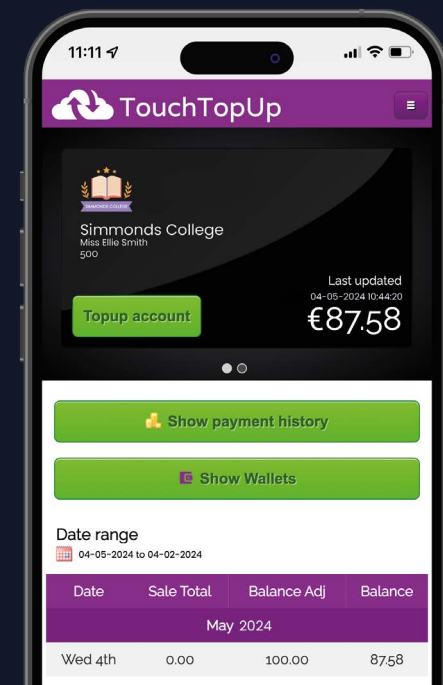 11:11
TouchTopUp
SIMMONDS COLLEGE
Simmonds College
Miss Ellie Smith
500
Last updated
04-05-2024 10:44:20
Topup account
€87.58
Show payment history
Show Wallets
Date range
04-05-2024 to 04-02-2024
Date Sale Total Balance Adj Balance
May 2024
Wed 4th 0.00 100.00 87.58